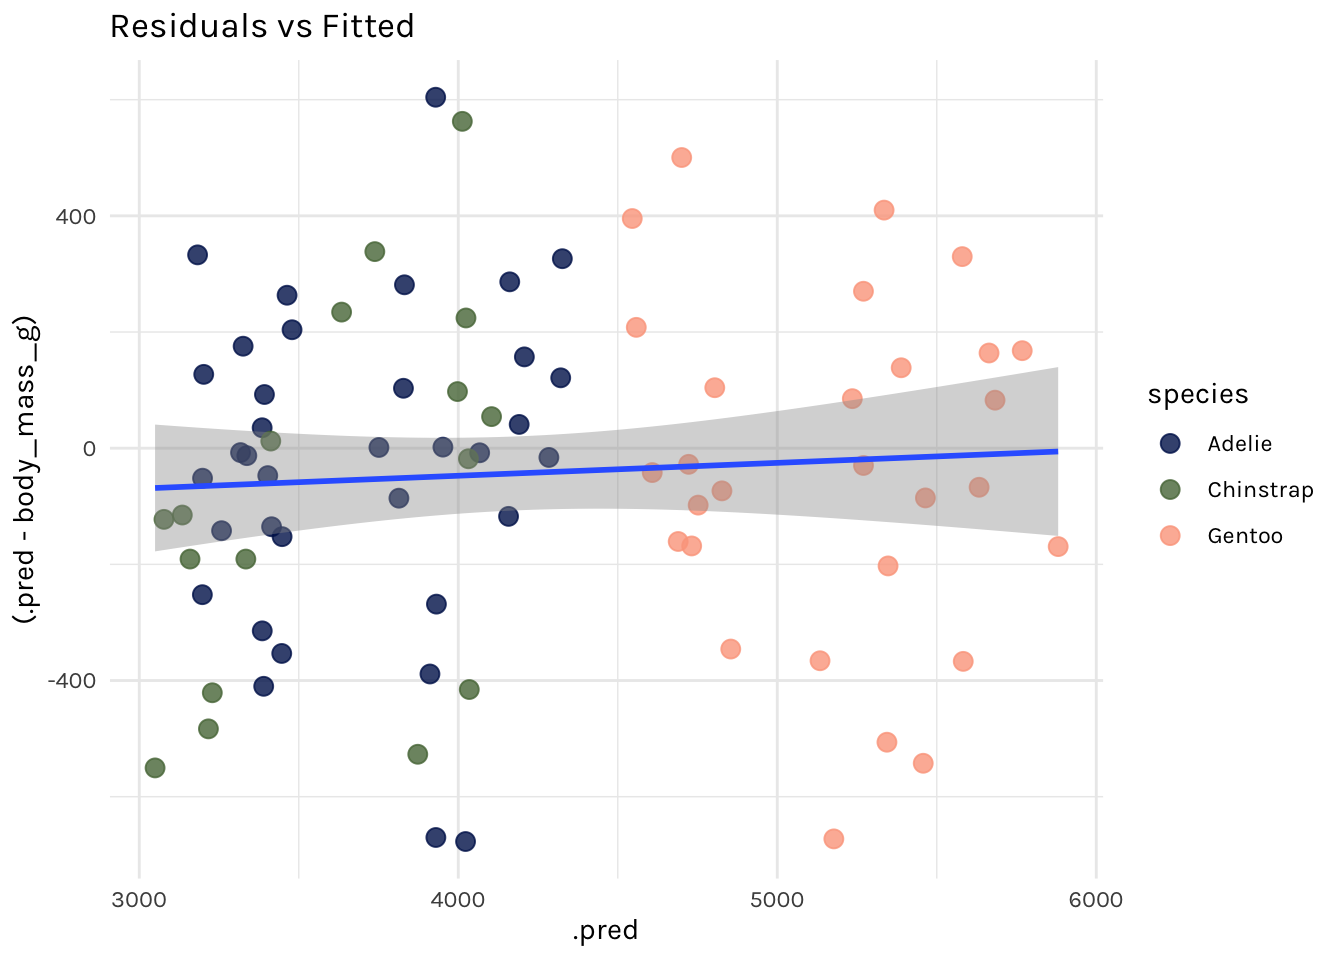 Residuals vs Fitted
(.pred - body_mass_g)
400
0
-400
3000 4000 5000 6000
.pred
species
Adelie
Chinstrap
Gentoo